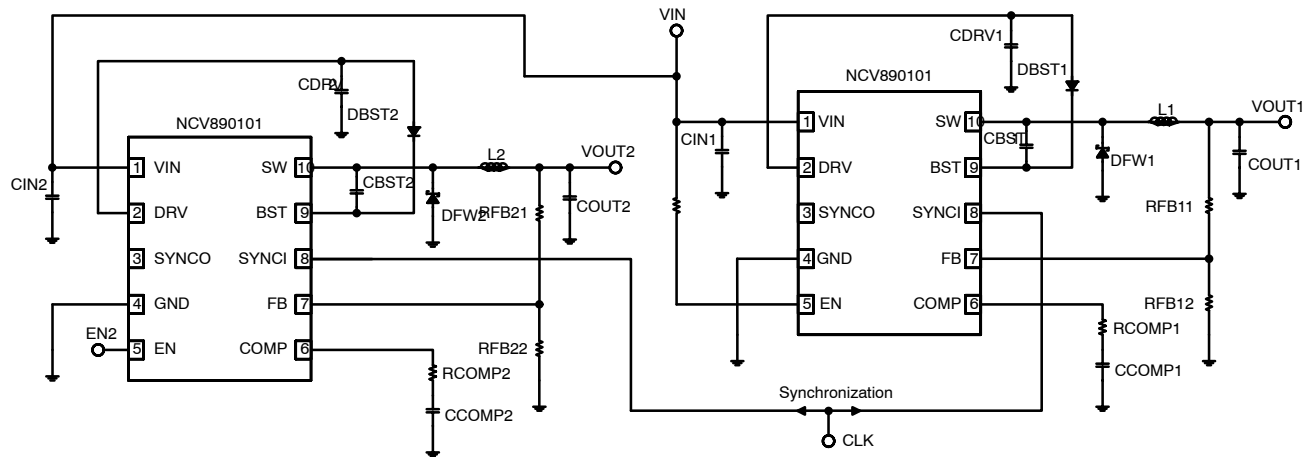 VIN
CDRV1
DBST1
NCV890101
1 VIN SW 10
2 DRV BST 9
3 SYNCO SYNCI 8
4 GND FB 7
5 EN COMP 6
CIN1
L1
VOUT1
DFW1
COUT1
RFB11
RFB12
RCOMP1
CCOMP1
DBST2
NCV890101
1 VIN SW 10
2 DRV BST 9
3 SYNCO SYNCI 8
4 GND FB 7
5 EN COMP 6
CIN2
EN2
L2
VOUT2
CBST2
DFW2
COUT2
RFB21
RFB22
RCOMP2
CCOMP2
Synchronization
CLK